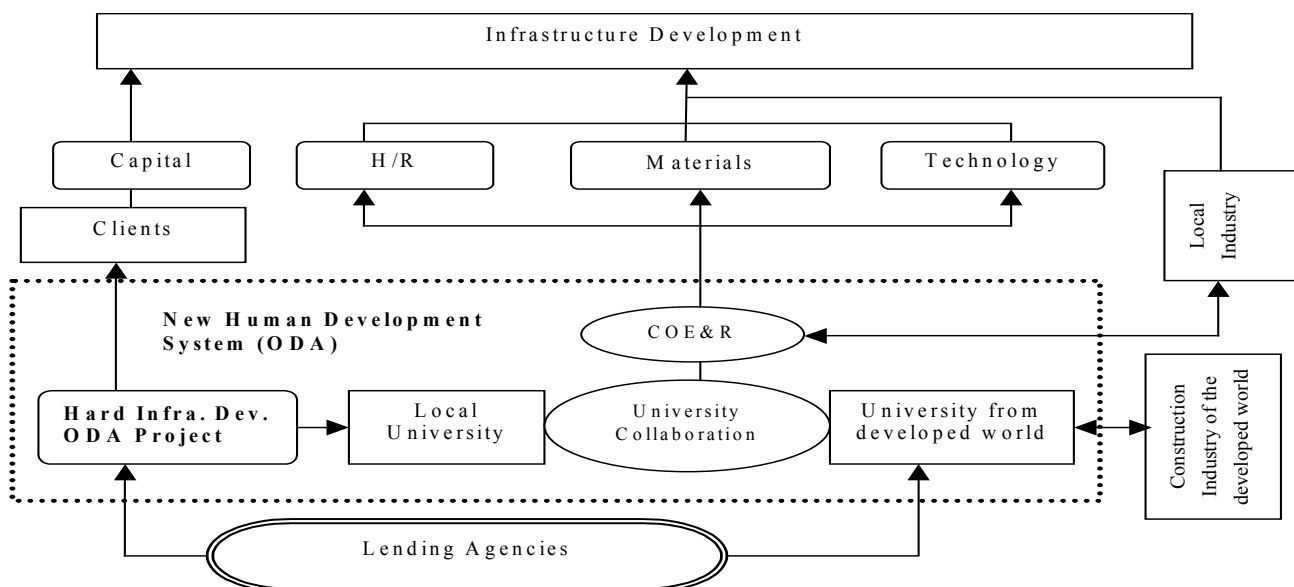 Infrastructure Development
Capital
H/R
Materials
Technology
Clients
Local
Industry
New Human Development
System (ODA)
COE&R
Hard Infra. Dev.
ODA Project
Local
University
University
Collaboration
University from
developed world
Construction
Industry of the
developed world
Lending Agencies